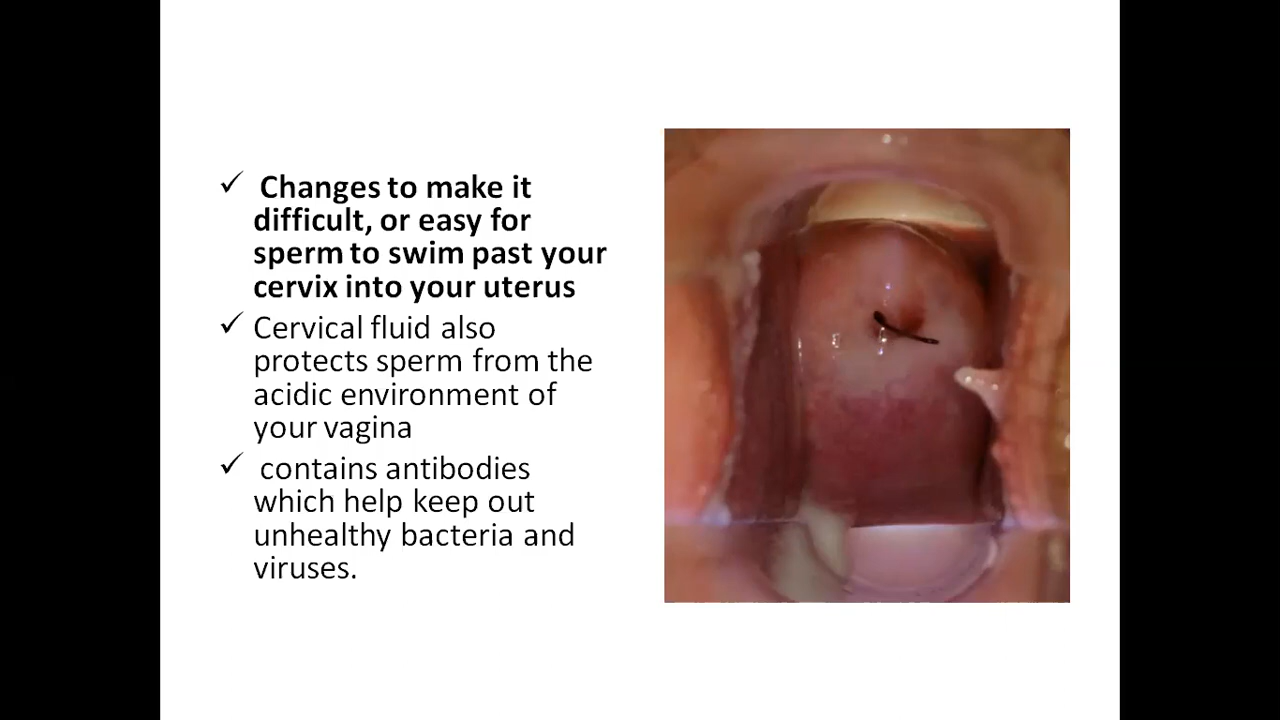 ✓ Changes to make it
difficult, or easy for
sperm to swim past your
cervix into your uterus
✓ Cervical fluid also
protects sperm from the
acidic environment of
your vagina
✓ contains antibodies
which help keep out
unhealthy bacteria and
viruses.